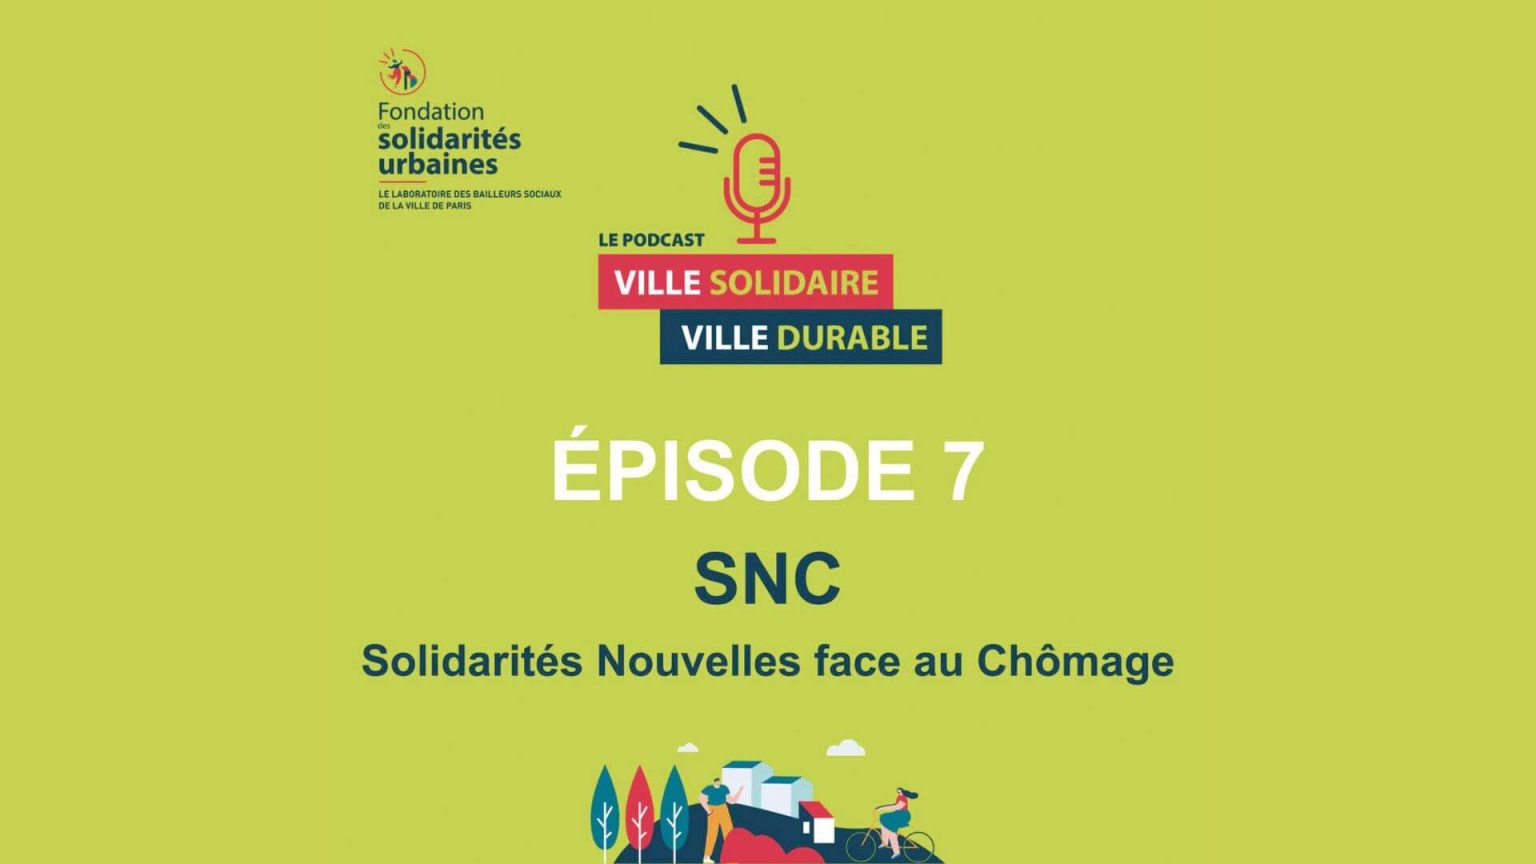 Fondation
des
solidarités
urbaines
LE LABORATOIRE DES BAILLEURS SOCIAUX
DE LA VILLE DE PARIS
LE PODCAST
VILLE SOLIDAIRE
VILLE DURABLE
ÉPISODE 7
SNC
Solidarités Nouvelles face au Chômage